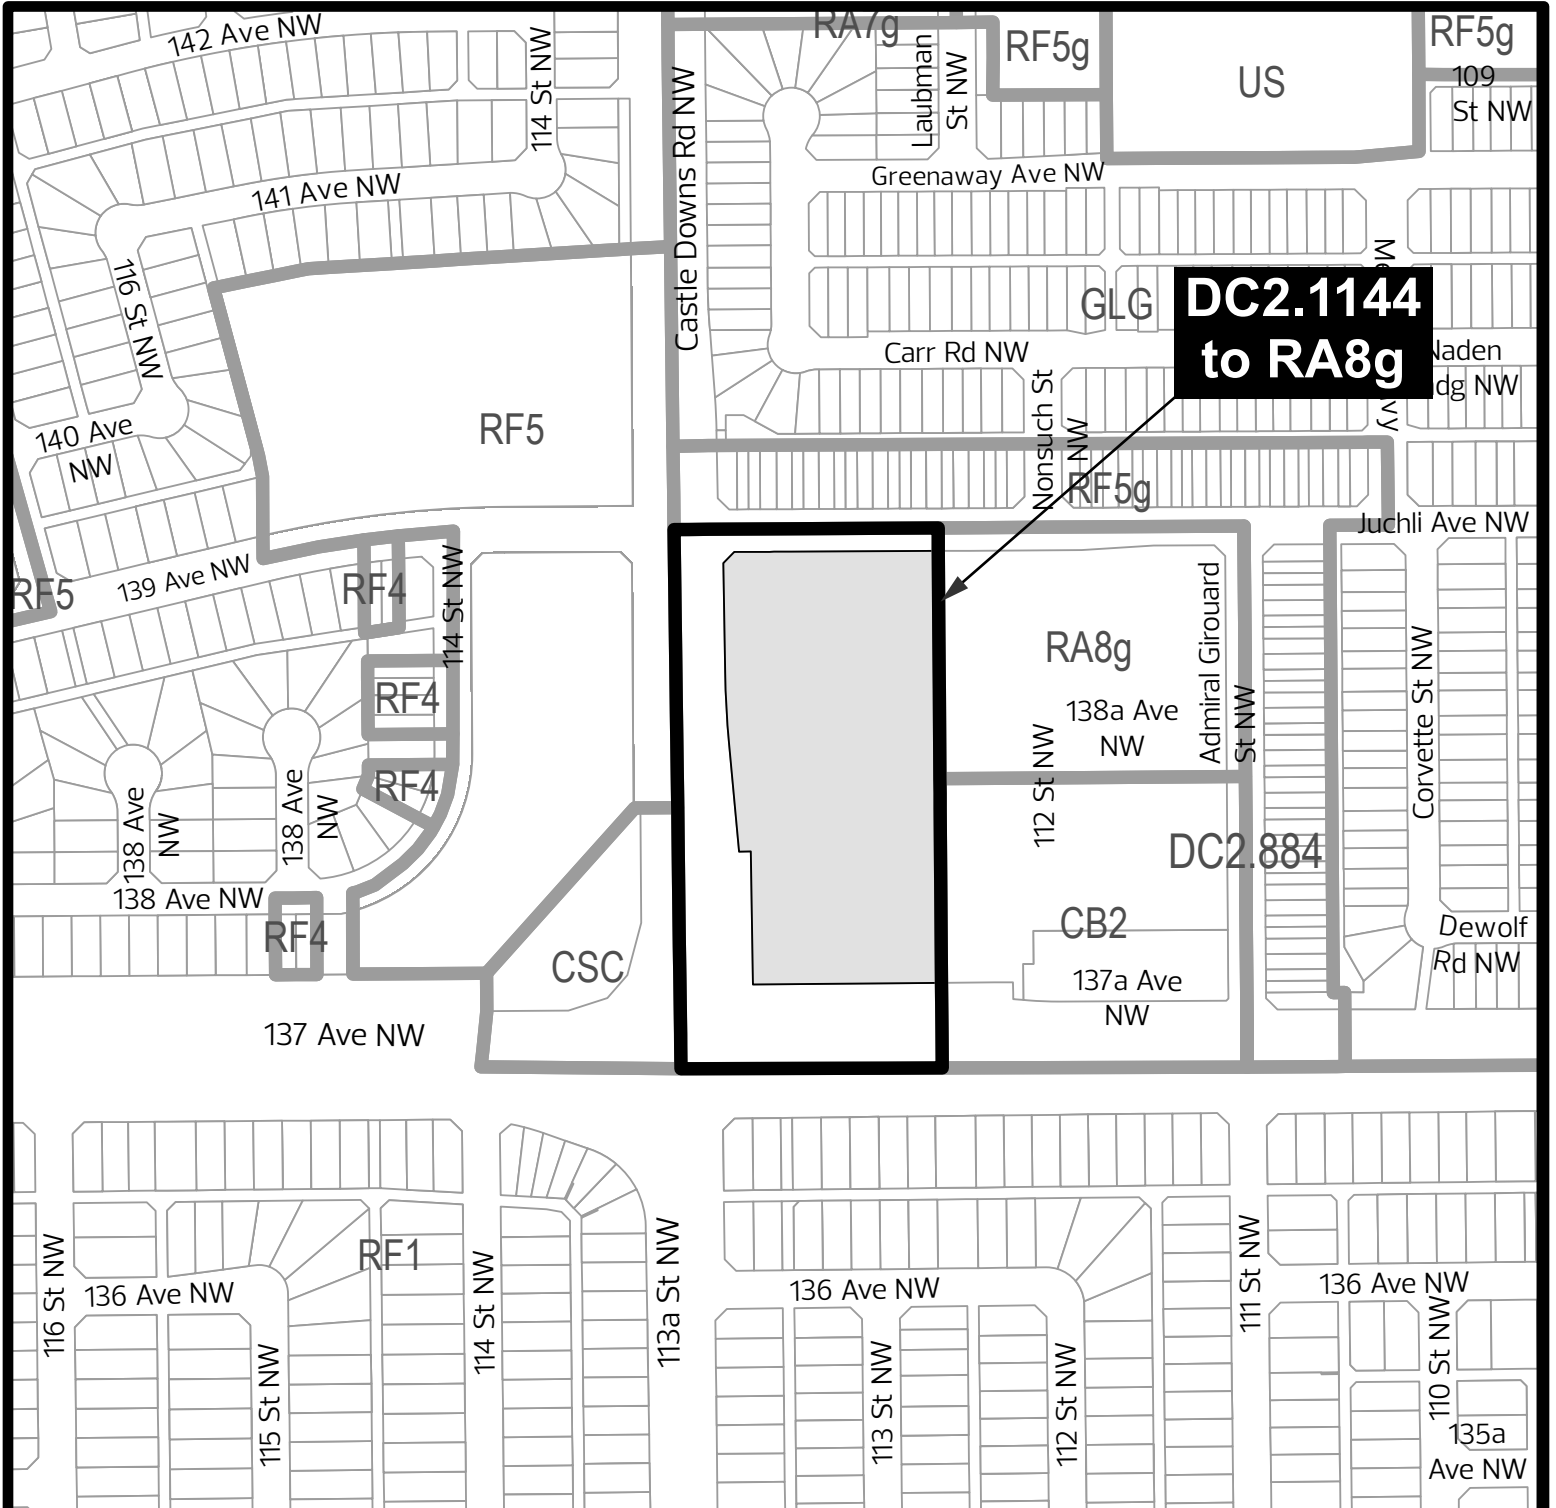 142 Ave NW
114 St NW
RA7g
Laubman
St NW
RF5g
US
RF5g
109
St NW
141 Ave NW
Castle Downs Rd NW
Greenaway Ave NW
116 St NW
GLG
DC2.1144
to RA8g
Carr Rd NW
Nonsuch St
NW
140 Ave
NW
RF5
RF5g
Juchli Ave NW
139 Ave NW
RF5
RF4
114 St NW
RF4
RF4
RA8g
138a Ave
NW
Admiral Girouard
St NW
112 St NW
Corvette St NW
138 Ave
NW
138 Ave
NW
138 Ave NW
RF4
CSC
DC2.884
CB2
137a Ave
NW
Dewolf
Rd NW
137 Ave NW
RF1
116 St NW
136 Ave NW
115 St NW
114 St NW
113a St NW
136 Ave NW
113 St NW
112 St NW
111 St NW
136 Ave NW
110 St NW
135a
Ave NW